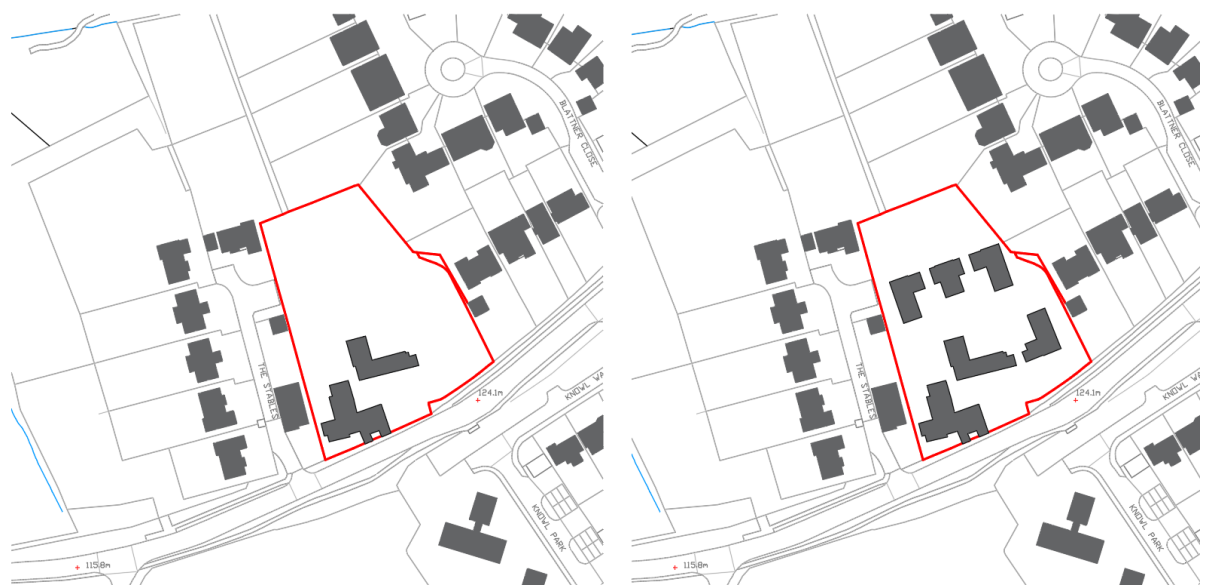 BLATTNER CLOSE
THE STABLES
124.1m
KNOWL WA
KNOWL PARK
115.8m
BLATTNER CLOSE
THE STABLES
124.1m
KNOWL WA
KNOWL PARK
115.8m